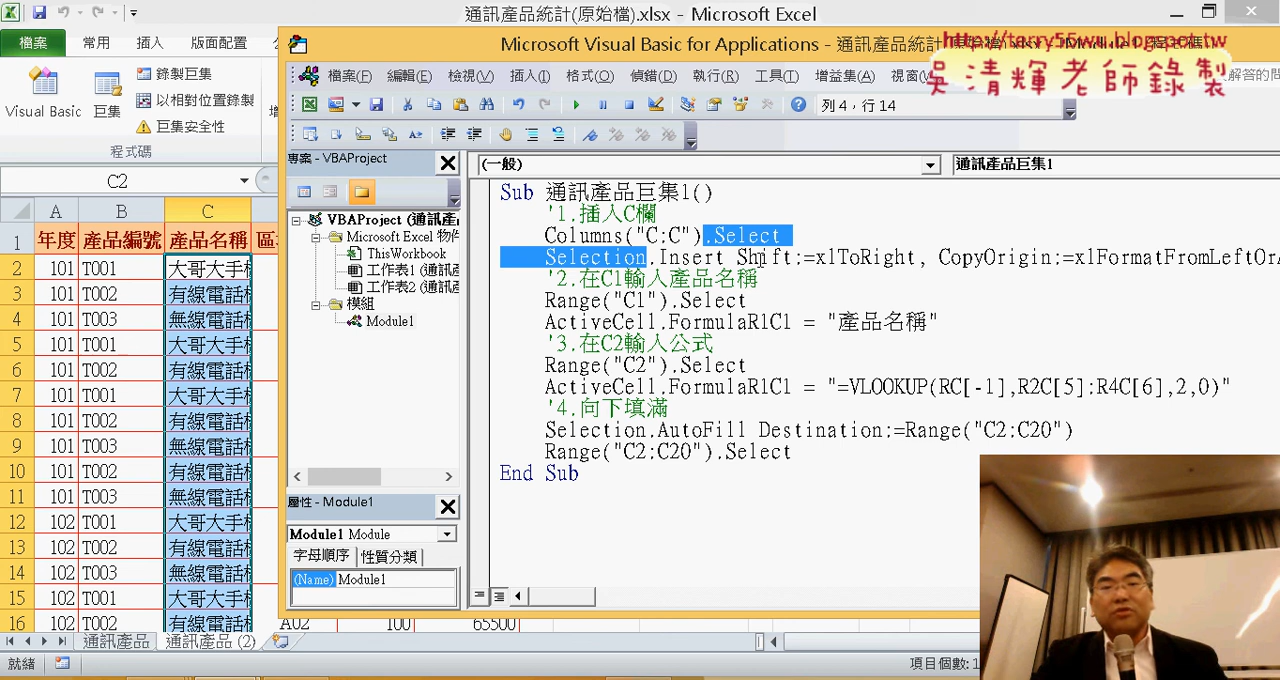 通訊產品統計(原始檔).xlsx - Microsoft Excel
檔案 常用 插入 版面配置
Visual Basic 巨集 錄製巨集
以相對位置錄製
巨集安全性
程式碼
C2
A B C
1 年度 產品編號 產品名稱
2 101 T001 大哥大手
3 101 T002 有線電話
4 101 T003 無線電話
5 101 T001 大哥大手
6 101 T002 有線電話
7 101 T001 大哥大手
8 101 T002 有線電話
9 101 T003 無線電話
10 101 T002 有線電話
11 101 T003 無線電話
12 102 T001 大哥大手
13 102 T002 有線電話
14 102 T003 無線電話
15 102 T001 大哥大手
16 102 T002 有線電話 A02 100 65500
通訊產品 通訊產品 (2)
就緒 項目個數:1
Microsoft Visual Basic for Applications - 通訊產品統計
http://terry55wu.blogspot.tw
吳清輝老師錄製
檔案(F) 編輯(E) 檢視(V) 插入(I) 格式(O) 偵錯(D) 執行(R) 工具(T) 增益集(A) 視窗
列 4，行 14
專案 - VBAProject
VBAProject (通訊產
Microsoft Excel 物件
ThisWorkbook
工作表1 (通訊產
工作表2 (通訊產
模組
Module1
屬性 - Module1
Module1 Module
字母順序 性質分類
(Name) Module1
(一般) 通訊產品巨集1
Sub 通訊產品巨集1()
'1.插入C欄
Columns("C:C").Select
Selection.Insert Shift:=xlToRight, CopyOrigin:=xlFormatFromLeftOrA
'2.在C1輸入產品名稱
Range("C1").Select
ActiveCell.FormulaR1C1 = "產品名稱"
'3.在C2輸入公式
Range("C2").Select
ActiveCell.FormulaR1C1 = "=VLOOKUP(RC[-1],R2C[5]:R4C[6],2,0)"
'4.向下填滿
Selection.AutoFill Destination:=Range("C2:C20")
Range("C2:C20").Select
End Sub